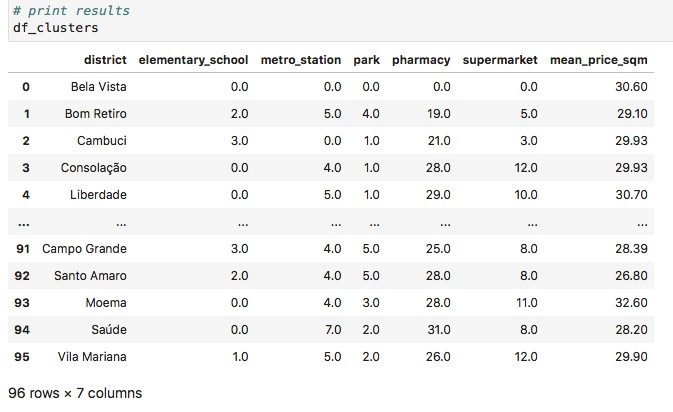 # print results
df_clusters
district elementary_school metro_station park pharmacy supermarket mean_price_sqm
0 Bela Vista 0.0 0.0 0.0 0.0 0.0 30.60
1 Bom Retiro 2.0 5.0 4.0 19.0 5.0 29.10
2 Cambuci 3.0 0.0 1.0 21.0 3.0 29.93
3 Consolação 0.0 4.0 1.0 28.0 12.0 29.93
4 Liberdade 0.0 5.0 1.0 29.0 10.0 30.70
... ... ... ... ... ... ... ...
91 Campo Grande 3.0 4.0 5.0 25.0 8.0 28.39
92 Santo Amaro 2.0 4.0 5.0 28.0 8.0 26.80
93 Moema 0.0 4.0 3.0 28.0 11.0 32.60
94 Saúde 0.0 7.0 2.0 31.0 8.0 28.20
95 Vila Mariana 1.0 5.0 2.0 26.0 12.0 29.90
96 rows × 7 columns